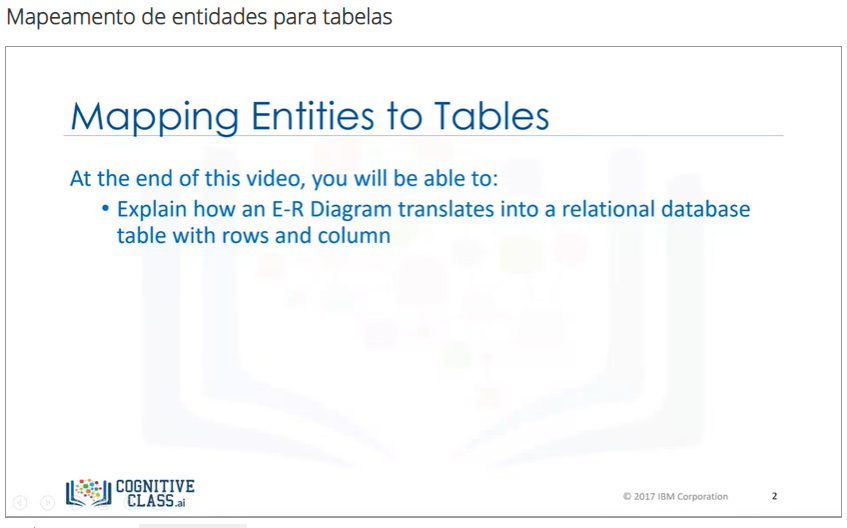 Mapeamento de entidades para tabelas
Mapping Entities to Tables
At the end of this video, you will be able to:
• Explain how an E-R Diagram translates into a relational database
table with rows and column
COGNITIVE
CLASS.ai
© 2017 IBM Corporation
2